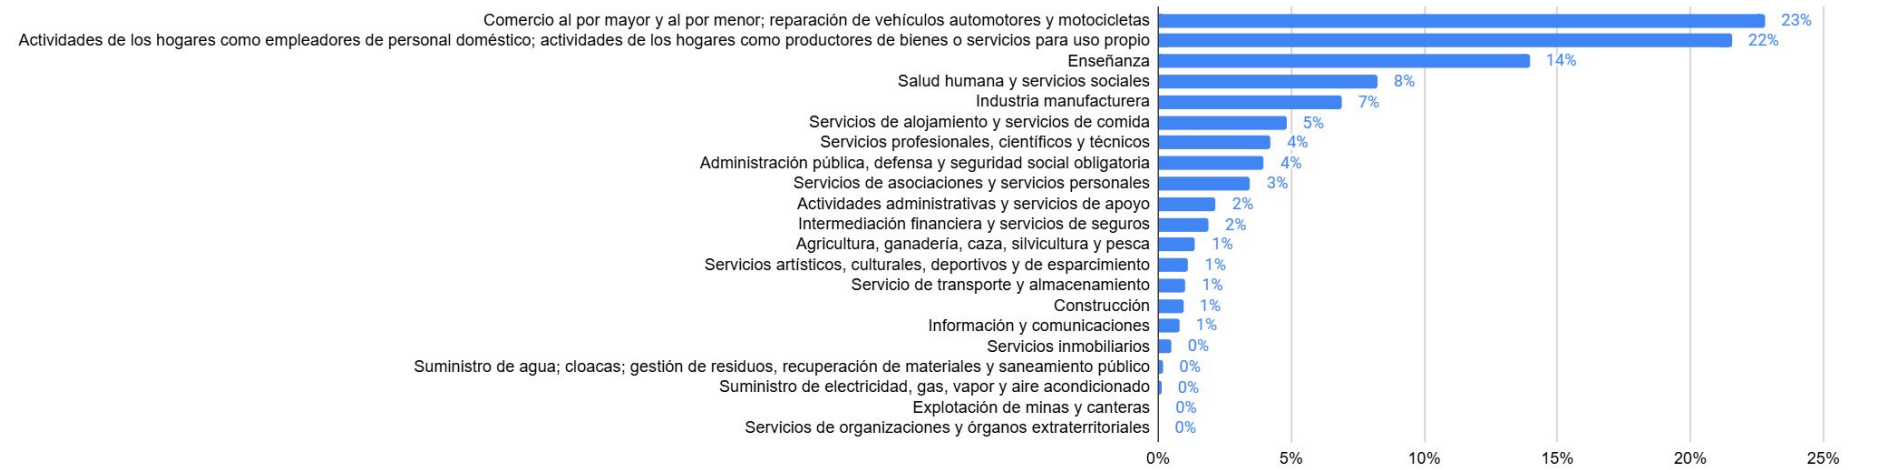 Comercio al por mayor y al por menor; reparación de vehículos automotores y motocicletas 23%
Actividades de los hogares como empleadores de personal doméstico; actividades de los hogares como productores de bienes o servicios para uso propio 22%
Enseñanza 14%
Salud humana y servicios sociales 8%
Industria manufacturera 7%
Servicios de alojamiento y servicios de comida 5%
Servicios profesionales, científicos y técnicos 4%
Administración pública, defensa y seguridad social obligatoria 4%
Servicios de asociaciones y servicios personales 3%
Actividades administrativas y servicios de apoyo 2%
Intermediación financiera y servicios de seguros 2%
Agricultura, ganadería, caza, silvicultura y pesca 1%
Servicios artísticos, culturales, deportivos y de esparcimiento 1%
Servicio de transporte y almacenamiento 1%
Construcción 1%
Información y comunicaciones 1%
Servicios inmobiliarios 0%
Suministro de agua; cloacas; gestión de residuos, recuperación de materiales y saneamiento público 0%
Suministro de electricidad, gas, vapor y aire acondicionado 0%
Explotación de minas y canteras 0%
Servicios de organizaciones y órganos extraterritoriales 0%
0% 5% 10% 15% 20% 25%